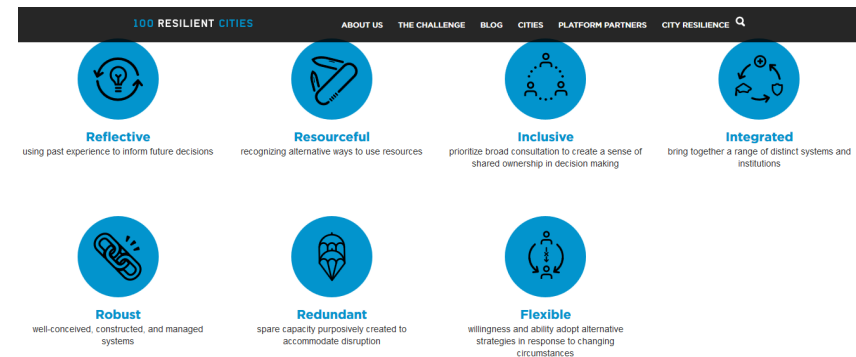 100 RESILIENT CITIES ABOUT US THE CHALLENGE BLOG CITIES PLATFORM PARTNERS CITY RESILIENCE
Reflective
using past experience to inform future decisions
Resourceful
recognizing alternative ways to use resources
Inclusive
prioritize broad consultation to create a sense of
shared ownership in decision making
Integrated
bring together a range of distinct systems and
institutions
Robust
well-conceived, constructed, and managed
systems
Redundant
spare capacity purposively created to
accommodate disruption
Flexible
willingness and ability adopt alternative
strategies in response to changing
circumstances